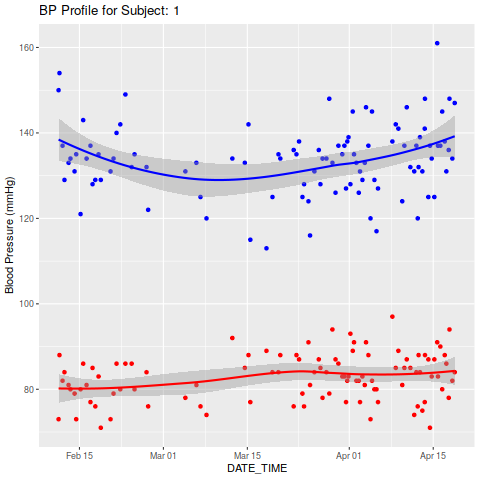 BP Profile for Subject: 1
160
140
120
100
80
Blood Pressure (mmHg)
Feb 15
Mar 01
Mar 15
Apr 01
Apr 15
DATE_TIME